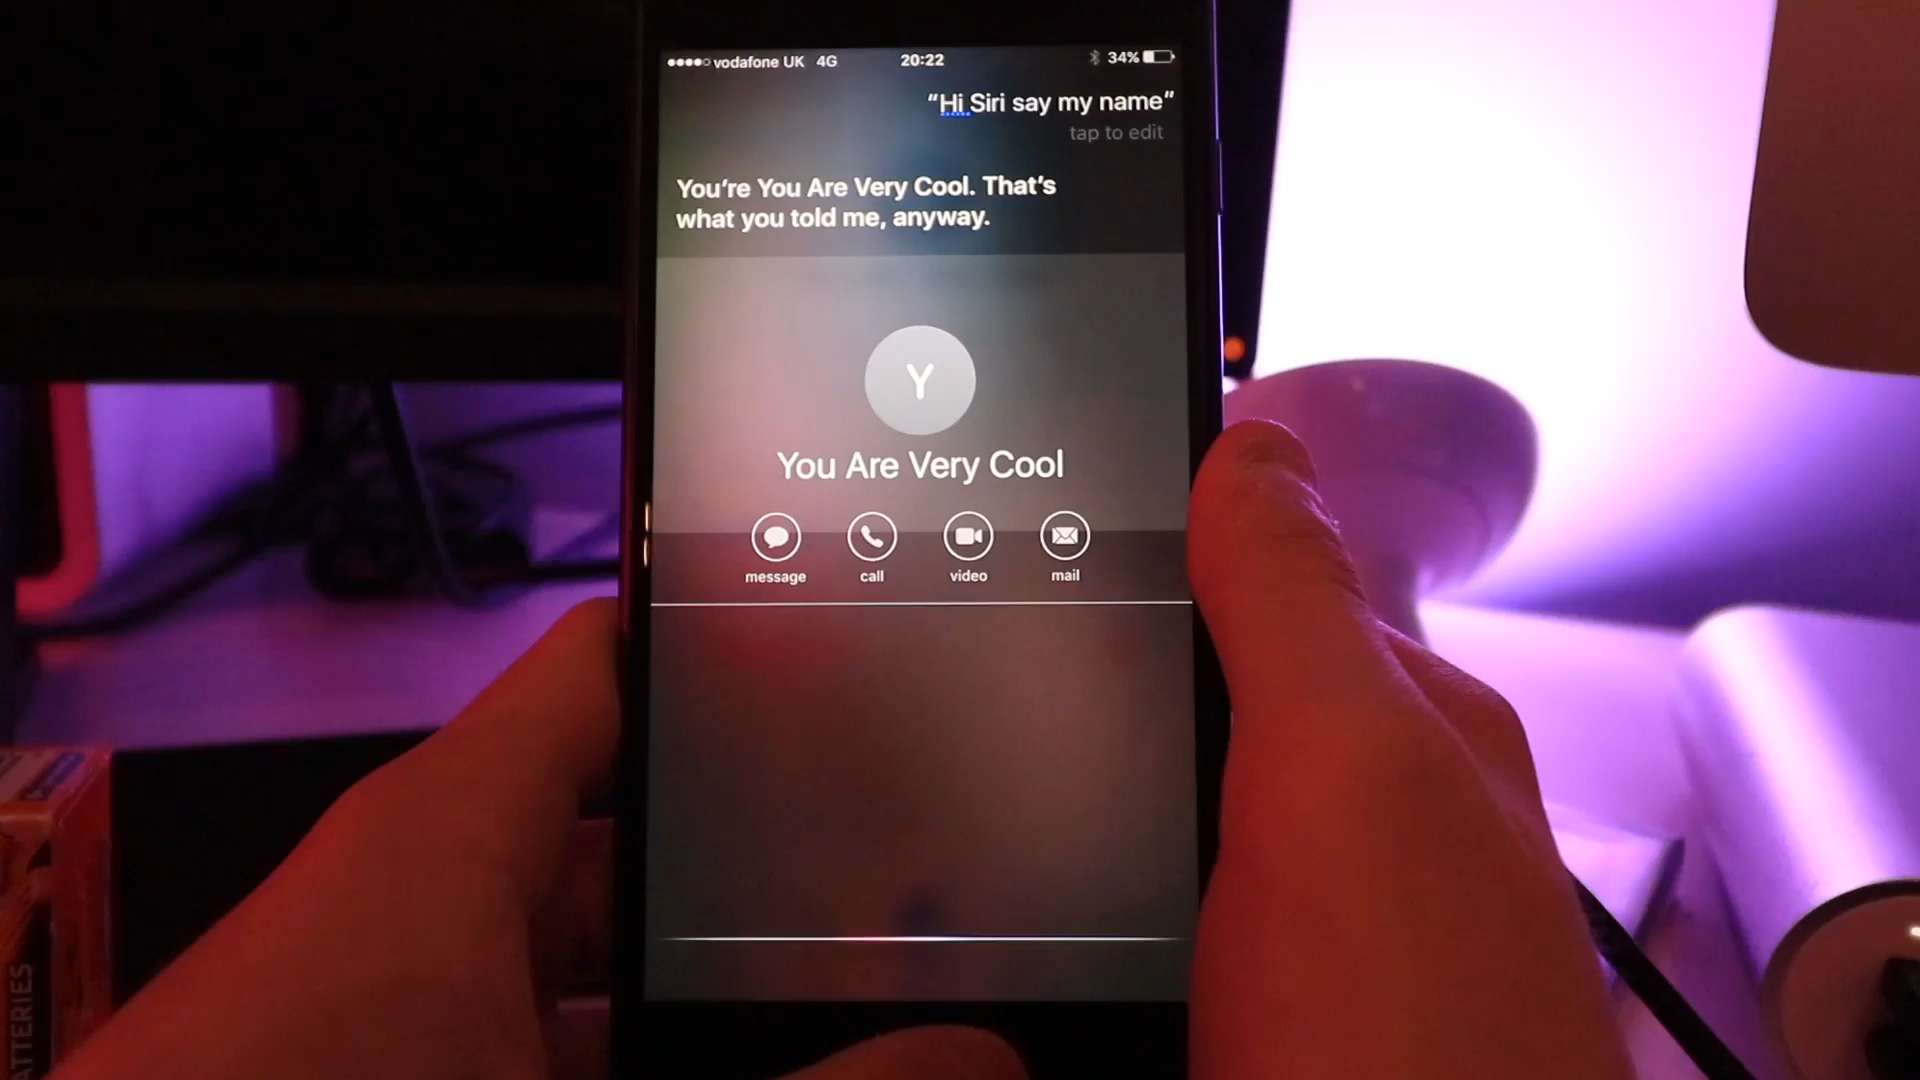 vodafone UK 4G 20:22 34%
“Hi Siri say my name”
tap to edit
You’re You Are Very Cool. That’s
what you told me, anyway.
Y
You Are Very Cool
message call video mail
ATTERIES